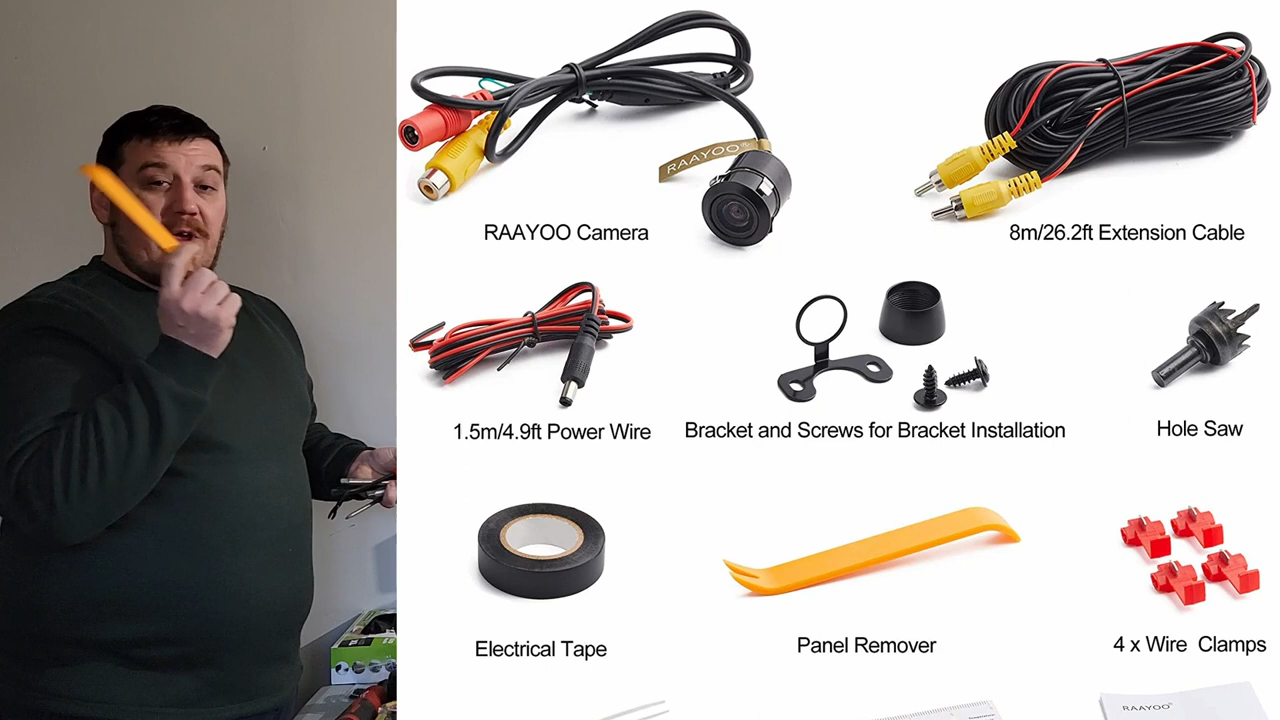 RAAYOO®
RAAYOO Camera
8m/26.2ft Extension Cable
1.5m/4.9ft Power Wire
Bracket and Screws for Bracket Installation
Hole Saw
Electrical Tape
Panel Remover
4 x Wire Clamps
RAAYOO